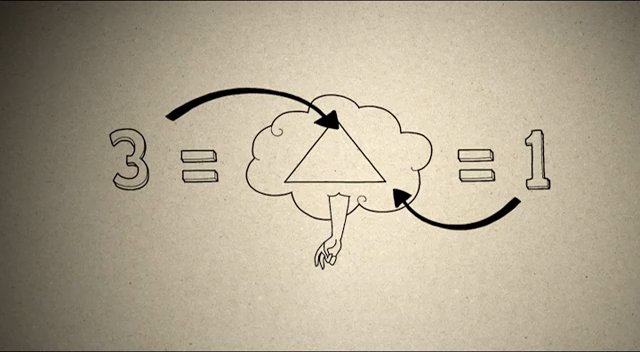 3 = = 1